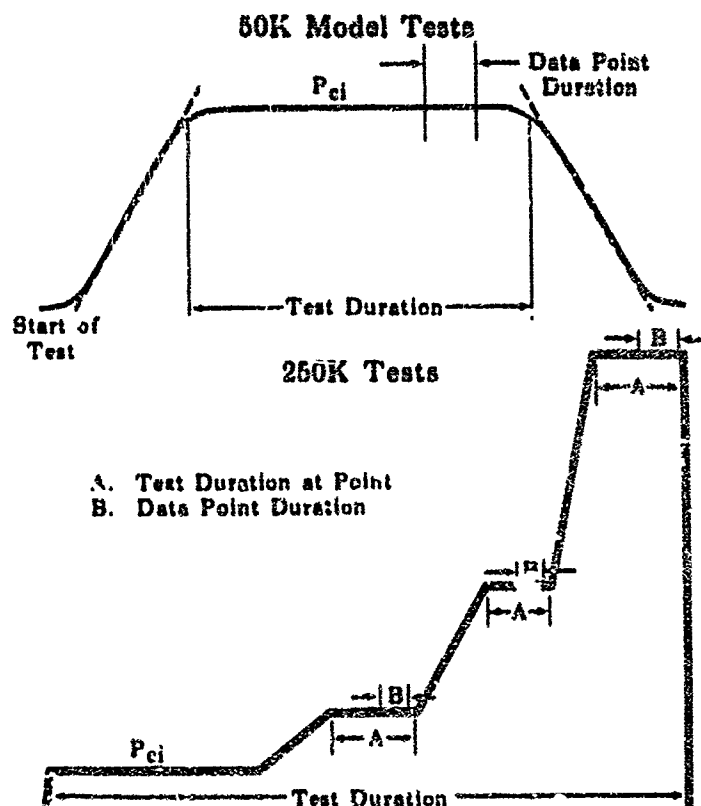 50K Model Tests
Data Point
Duration
Pci
Test Duration
Start of
Test
250K Tests
B
A
A. Test Duration at Point
B. Data Point Duration
A
B
A
Pci
Test Duration